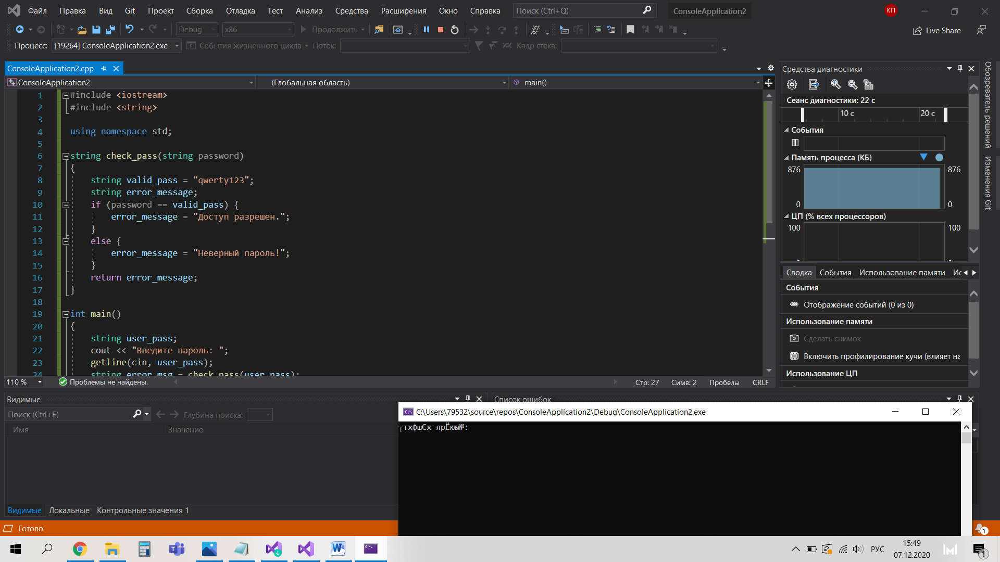 Файл Правка Вид Git Проект Сборка Отладка Тест Анализ Средства Расширения Окно Справка Поиск (Ctrl+Q) ConsoleApplication2 КП
Debug x86 Продолжить Live Share
Процесс: [19264] ConsoleApplication2.exe События жизненного цикла Поток: Кадр стека:
ConsoleApplication2.cpp
ConsoleApplication2 (Глобальная область) main()
1 #include <iostream>
2 #include <string>
3
4 using namespace std;
5
6 string check_pass(string password)
7 {
8 string valid_pass = "qwerty123";
9 string error_message;
10 if (password == valid_pass) {
11 error_message = "Доступ разрешен.";
12 }
13 else {
14 error_message = "Неверный пароль!";
15 }
16 return error_message;
17 }
18
19 int main()
20 {
21 string user_pass;
22 cout << "Введите пароль: ";
23 getline(cin, user_pass);
24 string error_msg = check_pass(user_pass);
110 % Проблемы не найдены. Стр: 27 Симв: 2 Пробелы CRLF
Средства диагностики
Сеанс диагностики: 22 с
10 с 20 с
События
Память процесса (КБ)
876 876
0 0
ЦП (% всех процессоров)
100 100
Сводка События Использование памяти Ис
События
Отображение событий (0 из 0)
Использование памяти
Сделать снимок
Включить профилирование кучи (влияет на
Использование ЦП
Обозреватель решений
Изменения Git
Видимые
Поиск (Ctrl+E) Глубина поиска:
Имя Значение
Видимые Локальные Контрольные значения 1
Список ошибок
C:\Users\79532\source\repos\ConsoleApplication2\Debug\ConsoleApplication2.exe
┬тхфшЄх ярЁюы№:
Готово
1
РУС
15:49
07.12.2020
1